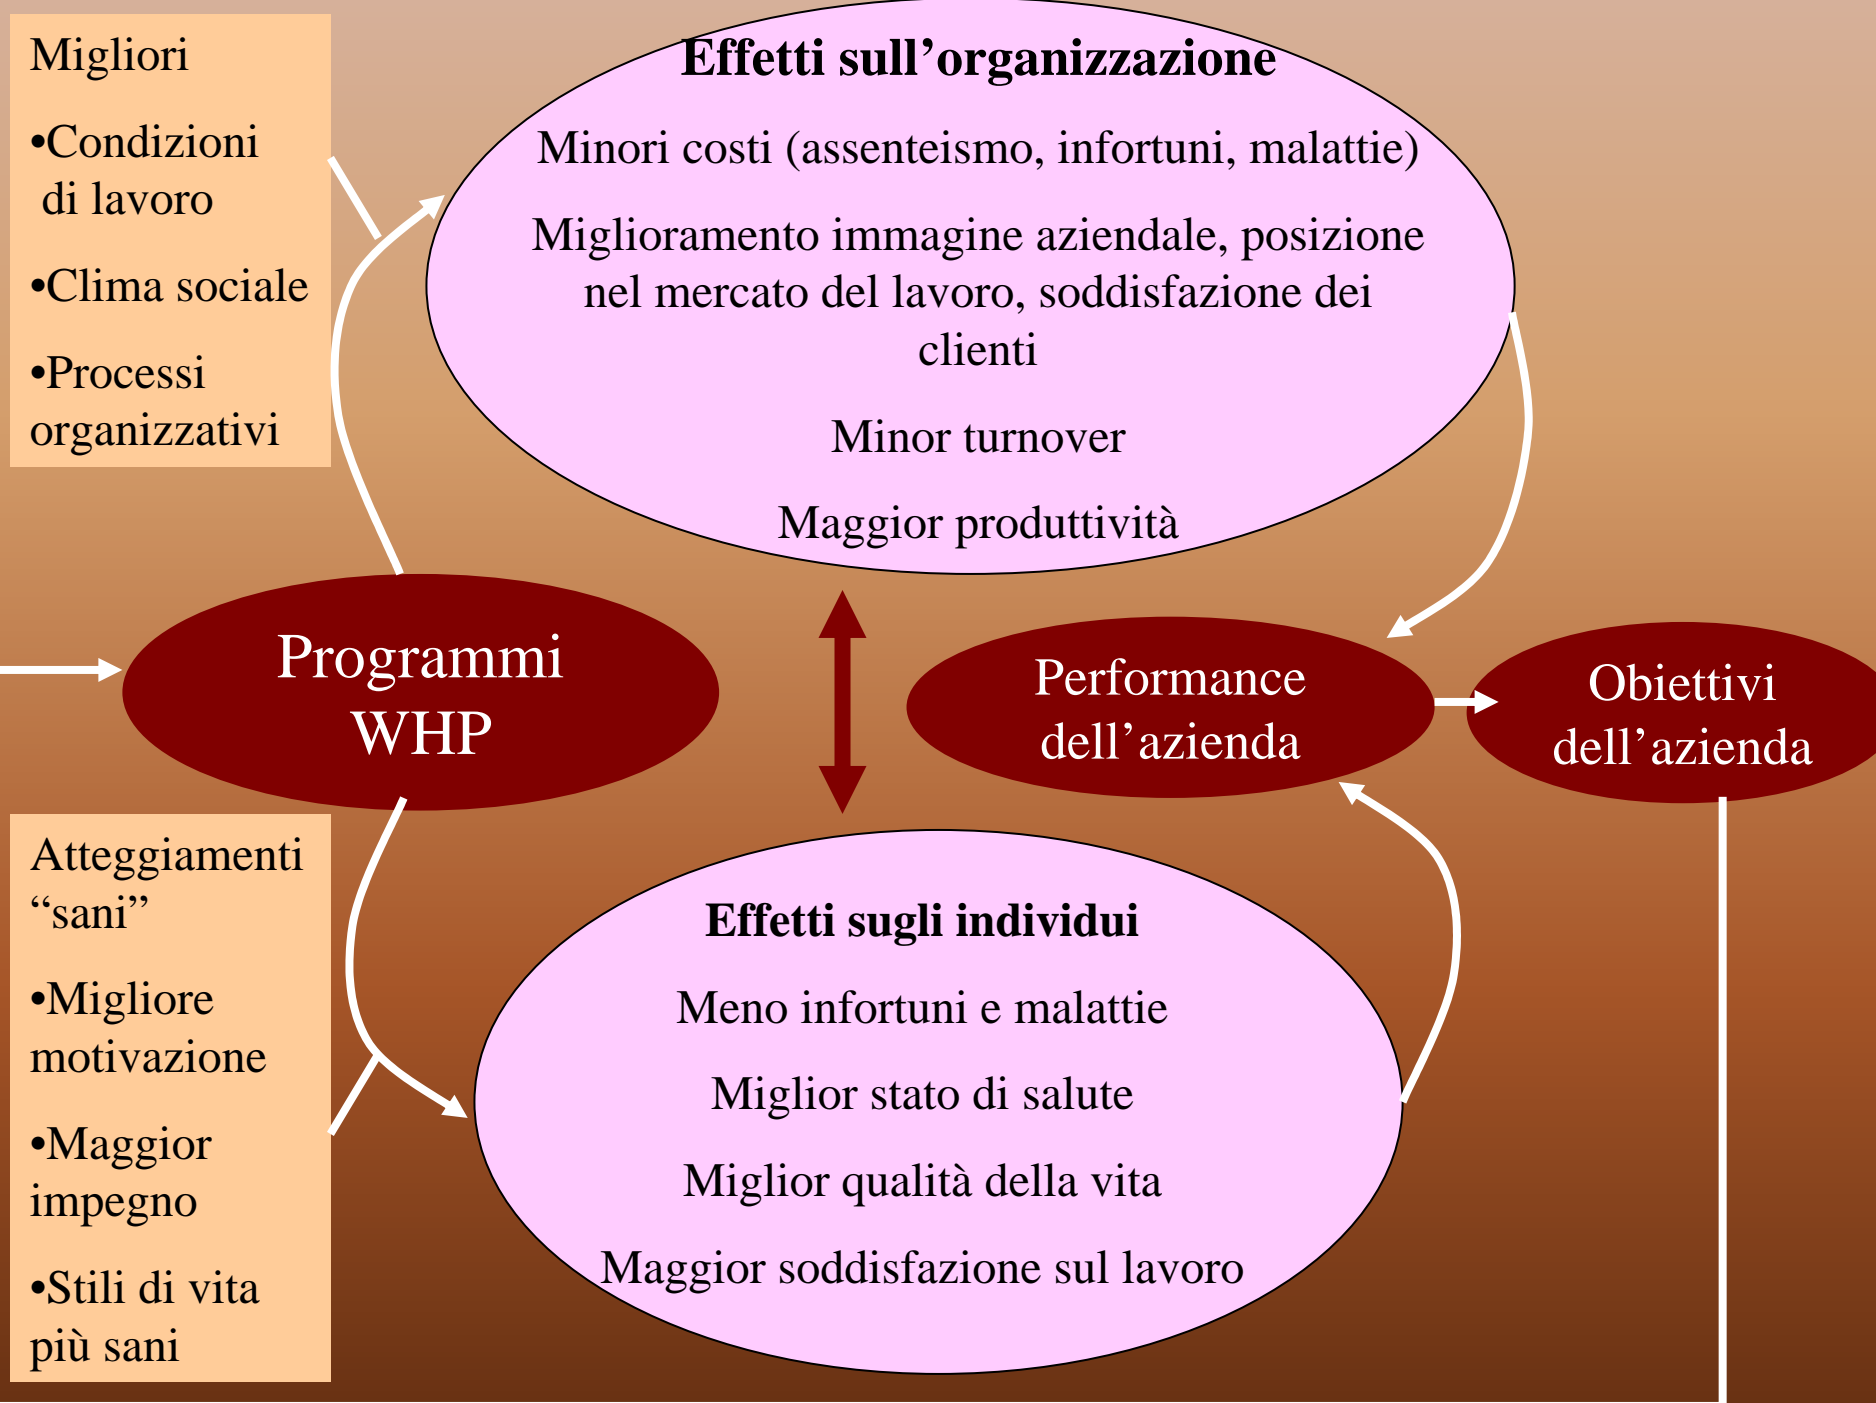 Migliori
•Condizioni
di lavoro
•Clima sociale
•Processi
organizzativi
Effetti sull’organizzazione
Minori costi (assenteismo, infortuni, malattie)
Miglioramento immagine aziendale, posizione
nel mercato del lavoro, soddisfazione dei
clienti
Minor turnover
Maggior produttività
Programmi
WHP
Performance
dell’azienda
Obiettivi
dell’azienda
Atteggiamenti
“sani”
•Migliore
motivazione
•Maggior
impegno
•Stili di vita
più sani
Effetti sugli individui
Meno infortuni e malattie
Miglior stato di salute
Miglior qualità della vita
Maggior soddisfazione sul lavoro